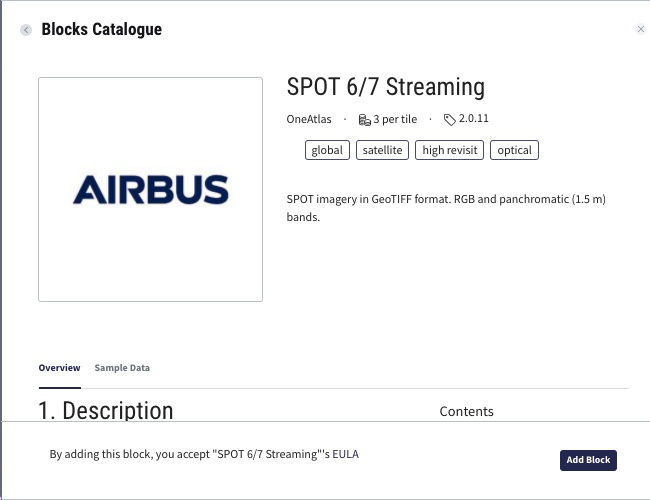 Blocks Catalogue
AIRBUS
SPOT 6/7 Streaming
OneAtlas · 3 per tile · 2.0.11
global satellite high revisit optical
SPOT imagery in GeoTIFF format. RGB and panchromatic (1.5 m)
bands.
Overview Sample Data
1. Description
Contents
By adding this block, you accept "SPOT 6/7 Streaming"'s EULA
Add Block